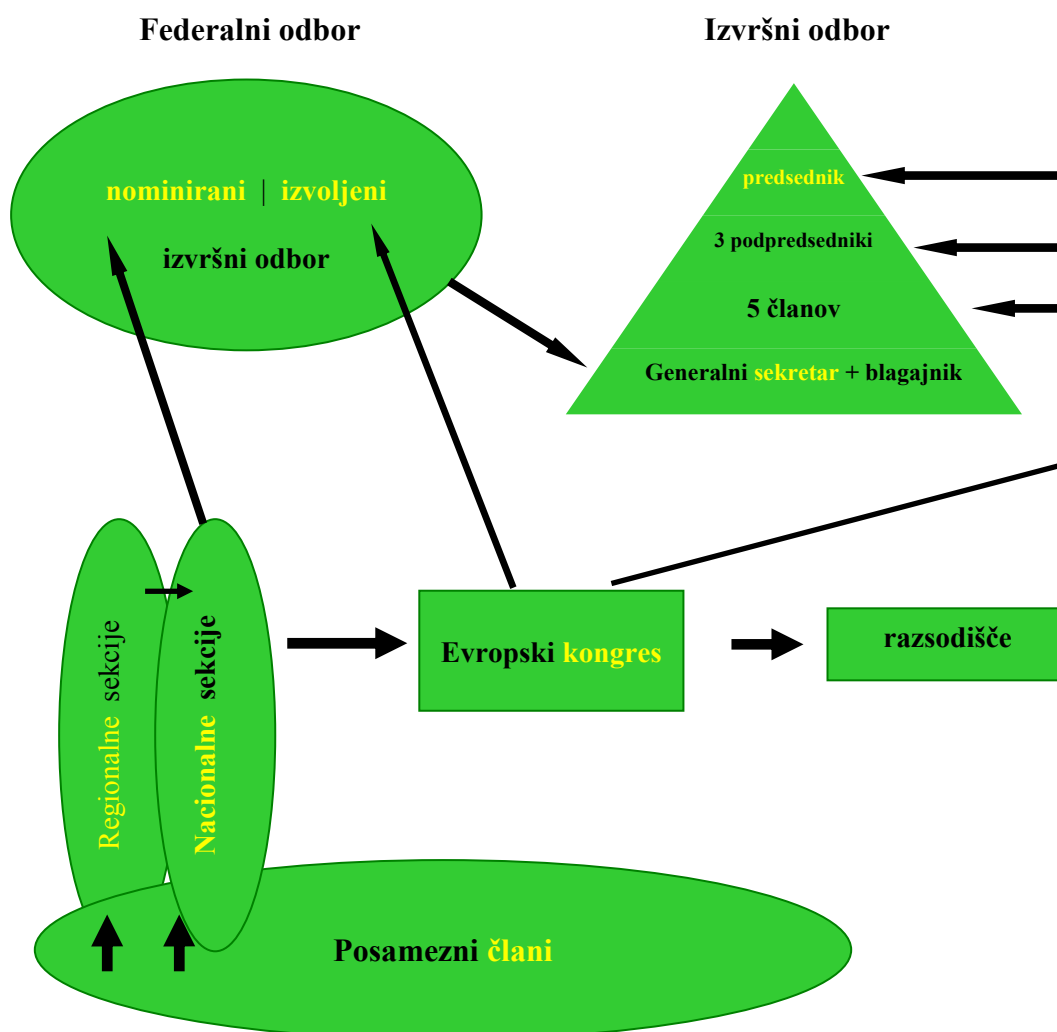 Federalni odbor
Izvršni odbor
nominirani | izvoljeni
izvršni odbor
predsednik
3 podpredsedniki
5 članov
Generalni sekretar + blagajnik
Regionalne sekcije
Nacionalne sekcije
Evropski kongres
razsodišče
Posamezni člani